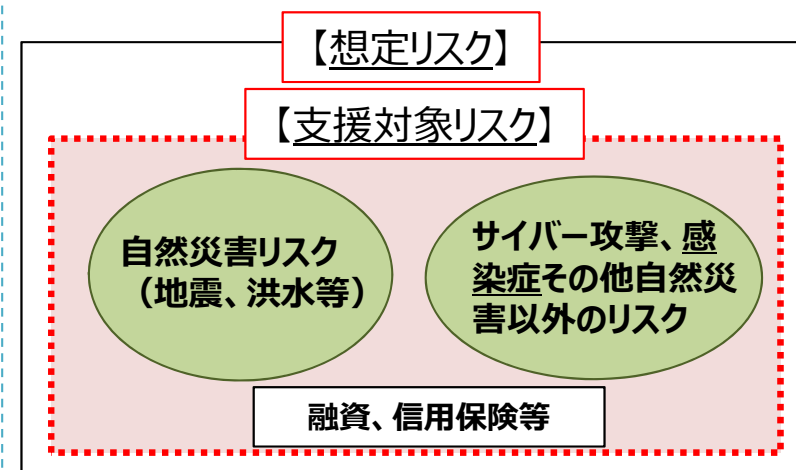 【想定リスク】
【支援対象リスク】
自然災害リスク
（地震、洪水等）
サイバー攻撃、感
染症その他自然災
害以外のリスク
融資、信用保険等